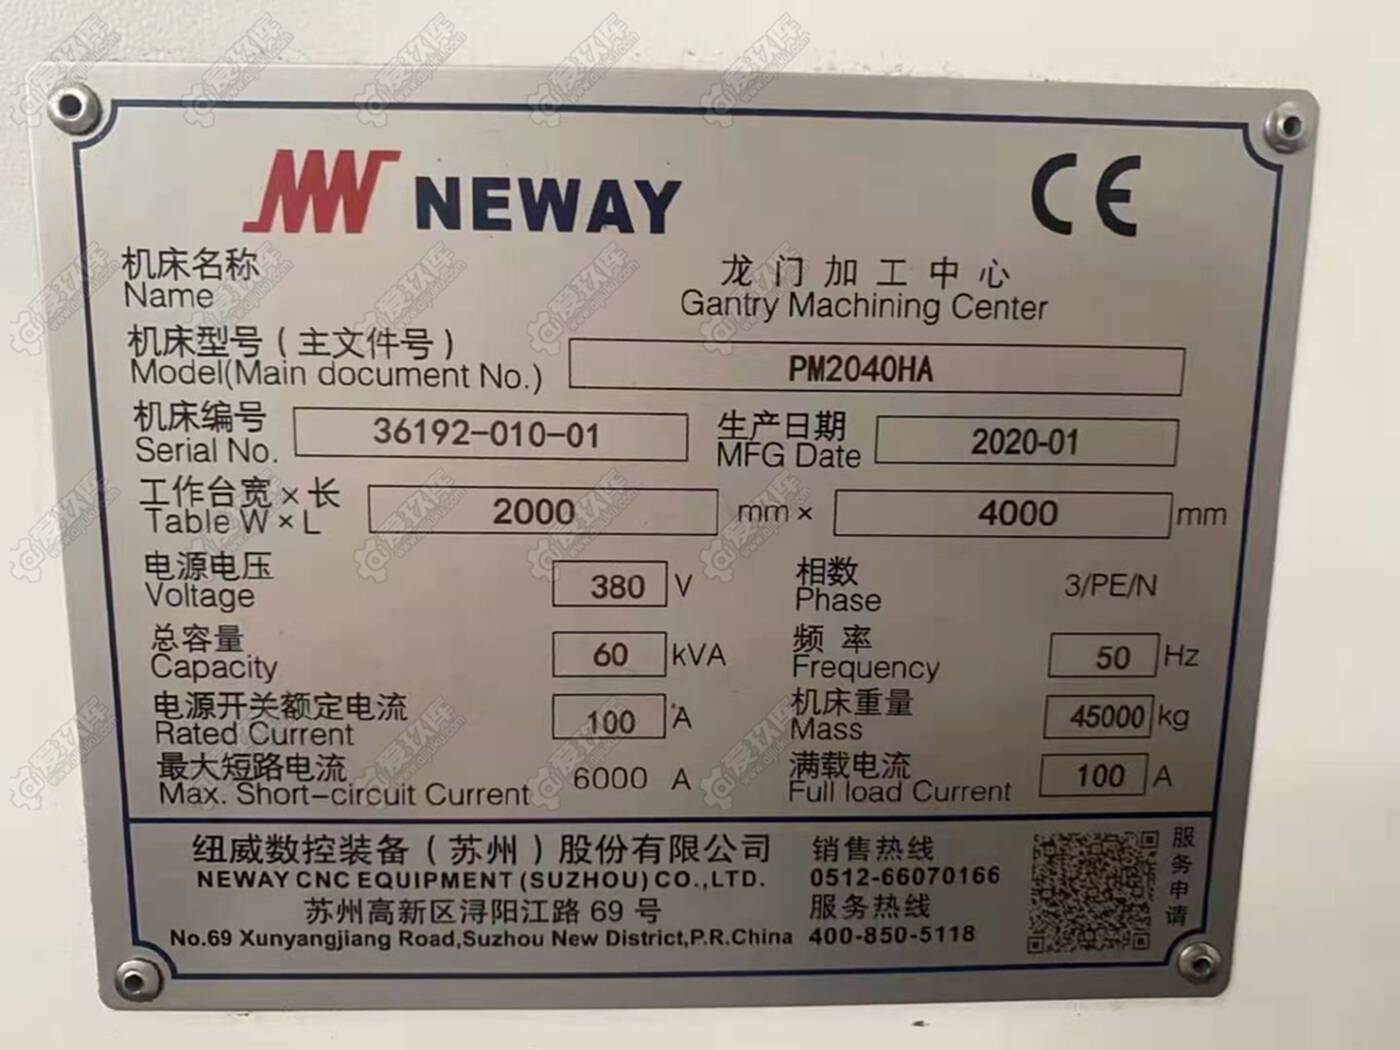 NEWAY
CE
机床名称 龙门加工中心
Name Gantry Machining Center
机床型号(主文件号)
Model(Main document No.) PM2040HA
机床编号 36192-010-01 生产日期 2020-01
Serial No. MFG Date
工作台宽×长 2000 mm× 4000 mm
Table W×L
电源电压 380 V 相数 3/PE/N
Voltage Phase
总容量 60 kVA 频率 50 Hz
Capacity Frequency
电源开关额定电流 100 A 机床重量 45000 kg
Rated Current Mass
最大短路电流 6000 A 满载电流 100 A
Max. Short-circuit Current Full load Current
纽威数控装备(苏州)股份有限公司
NEWAY CNC EQUIPMENT (SUZHOU) CO.,LTD.
苏州高新区浔阳江路 69 号
No.69 Xunyangjiang Road,Suzhou New District,P.R.China
销售热线
0512-66070166
服务热线
400-850-5118
服务申请